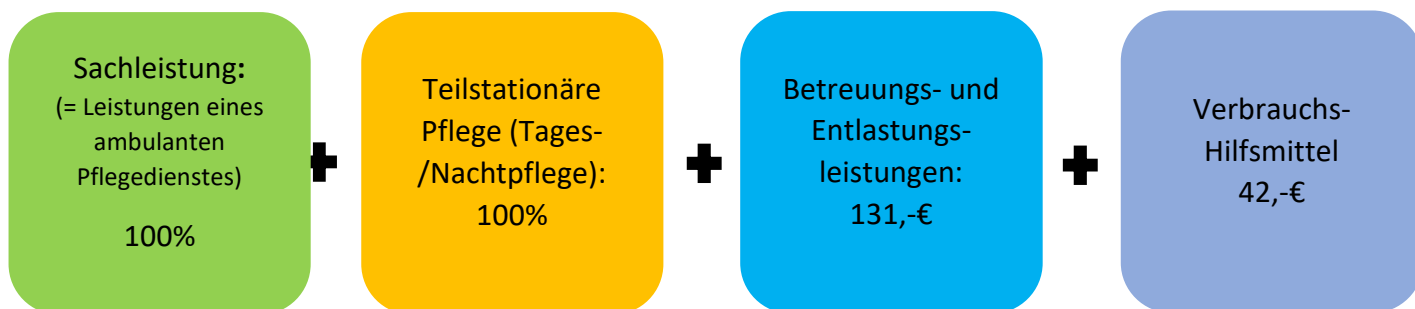 Sachleistung:
(= Leistungen eines
ambulanten
Pflegedienstes)
100%
Teilstationäre
Pflege (Tages-
/Nachtpflege):
100%
Betreuungs- und
Entlastungs-
leistungen:
131,-€
Verbrauchs-
Hilfsmittel
42,-€